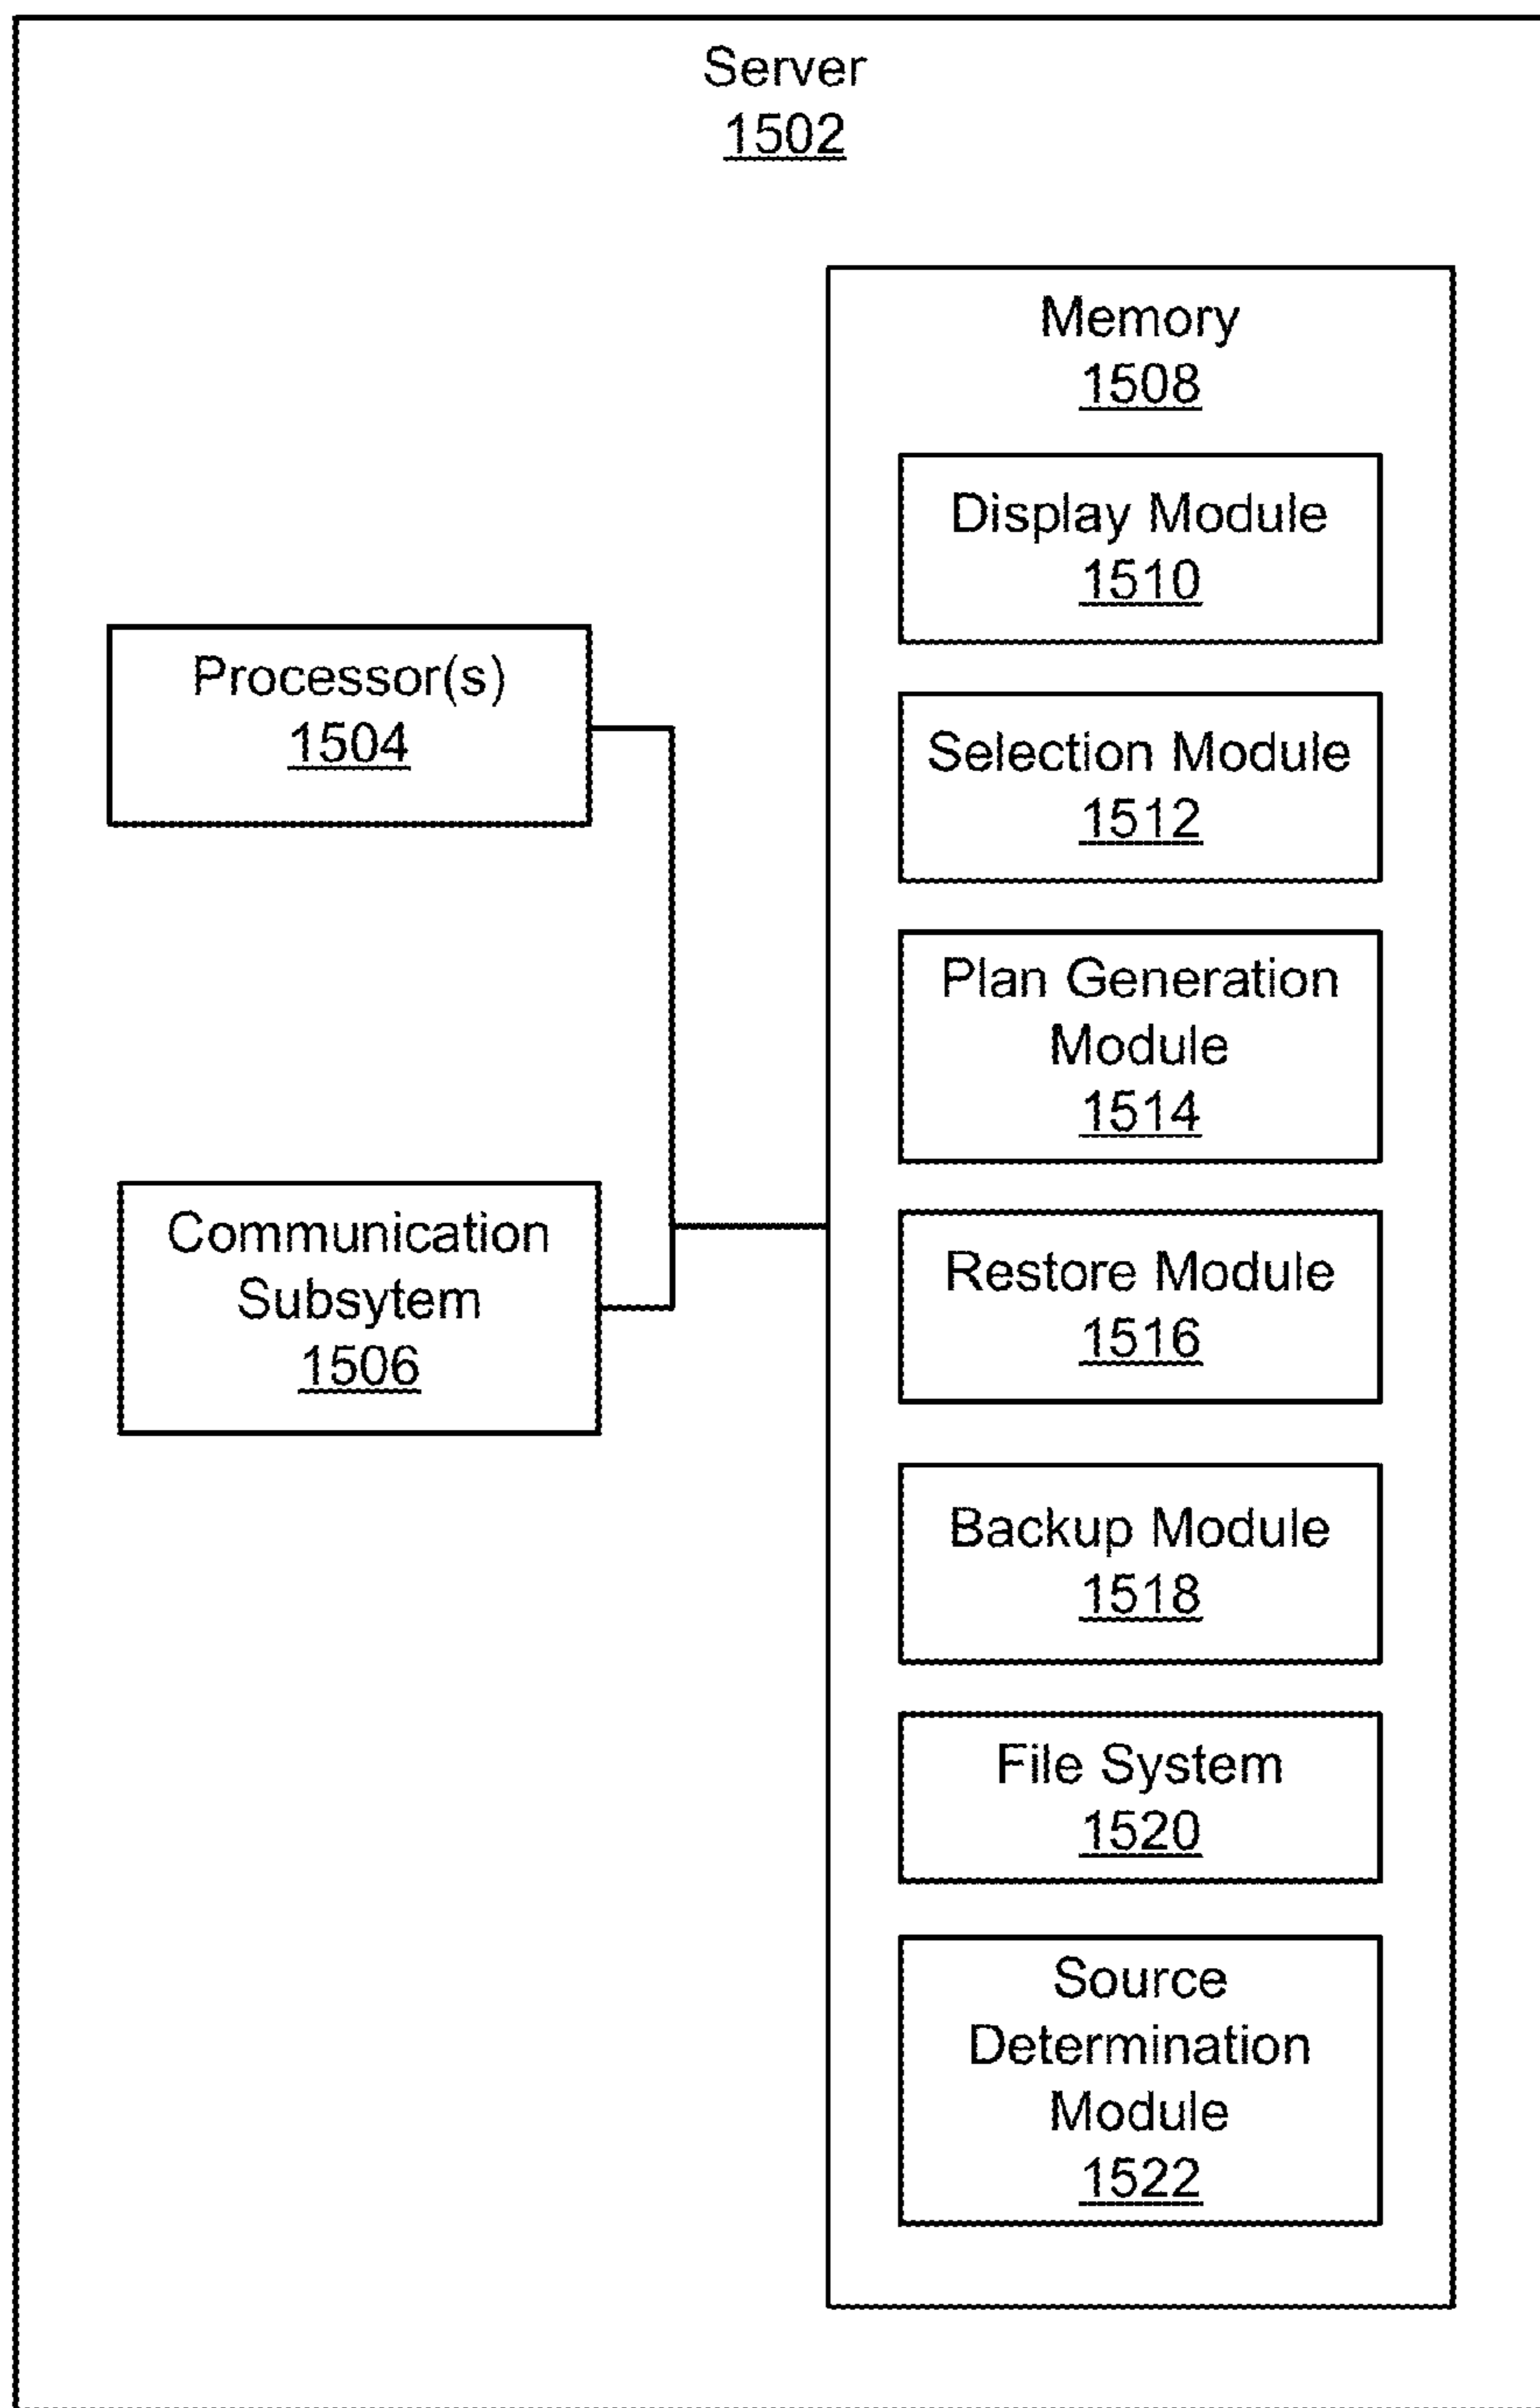 Server
1502
Processor(s)
1504
Communication
Subsytem
1506
Memory
1508
Display Module
1510
Selection Module
1512
Plan Generation
Module
1514
Restore Module
1516
Backup Module
1518
File System
1520
Source
Determination
Module
1522